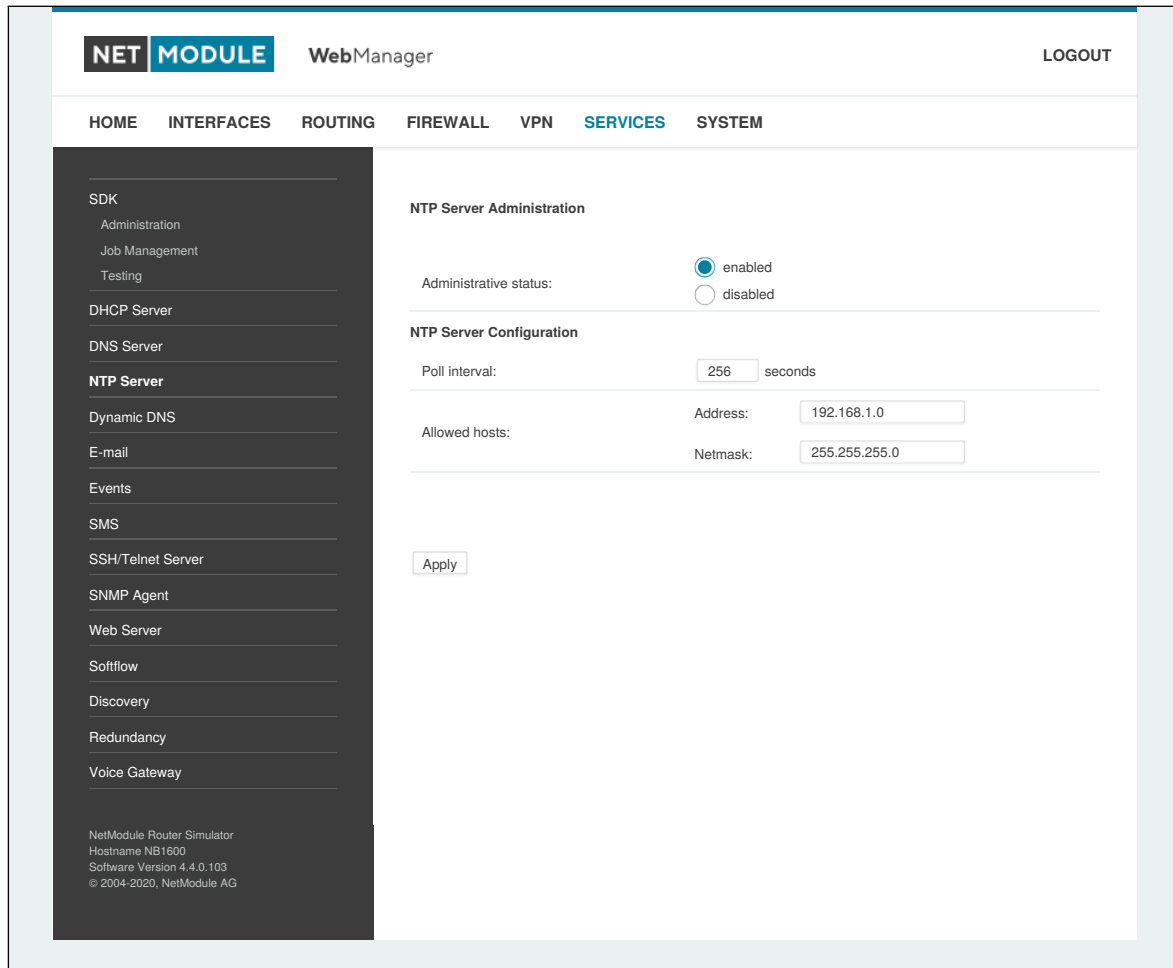 NET MODULE WebManager LOGOUT
HOME INTERFACES ROUTING FIREWALL VPN SERVICES SYSTEM
SDK
Administration
Job Management
Testing
DHCP Server
DNS Server
NTP Server
Dynamic DNS
E-mail
Events
SMS
SSH/Telnet Server
SNMP Agent
Web Server
Softflow
Discovery
Redundancy
Voice Gateway
NetModule Router Simulator
Hostname NB1600
Software Version 4.4.0.103
© 2004-2020, NetModule AG
NTP Server Administration
Administrative status:
enabled
disabled
NTP Server Configuration
Poll interval: 256 seconds
Allowed hosts:
Address: 192.168.1.0
Netmask: 255.255.255.0
Apply